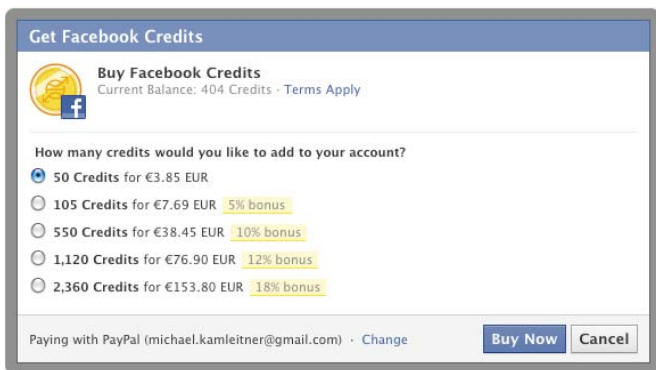 Get Facebook Credits
Buy Facebook Credits
Current Balance: 404 Credits · Terms Apply
How many credits would you like to add to your account?
50 Credits for €3.85 EUR
105 Credits for €7.69 EUR 5% bonus
550 Credits for €38.45 EUR 10% bonus
1,120 Credits for €76.90 EUR 12% bonus
2,360 Credits for €153.80 EUR 18% bonus
Paying with PayPal (michael.kamleitner@gmail.com) · Change Buy Now Cancel